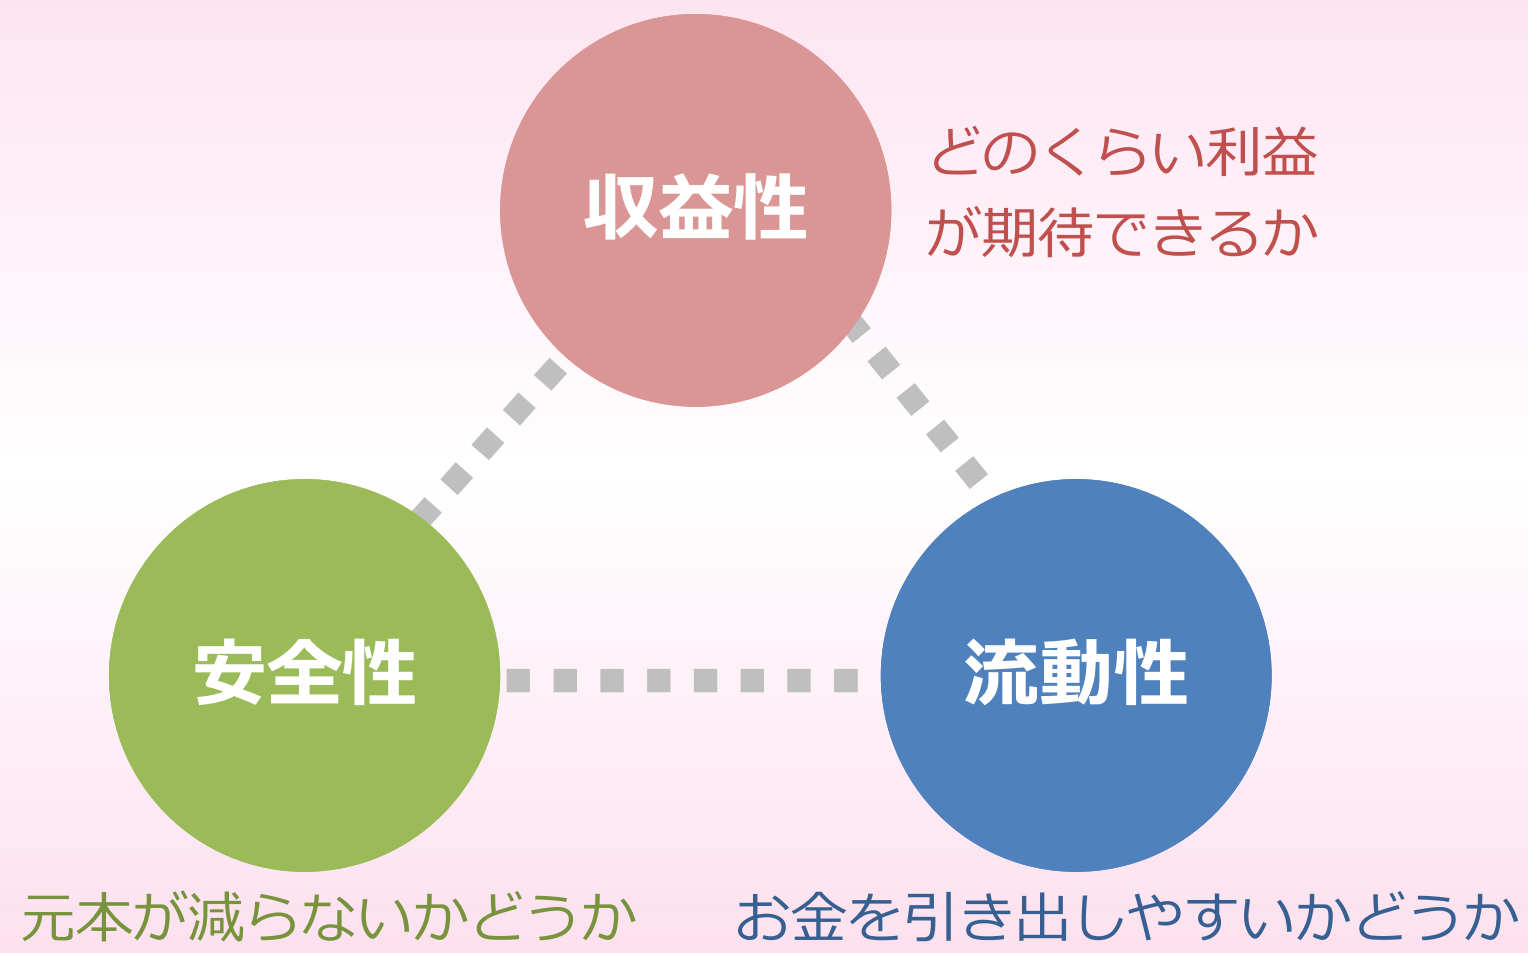 収益性
どのくらい利益
が期待できるか
安全性
流動性
元本が減らないかどうか
お金を引き出しやすいかどうか